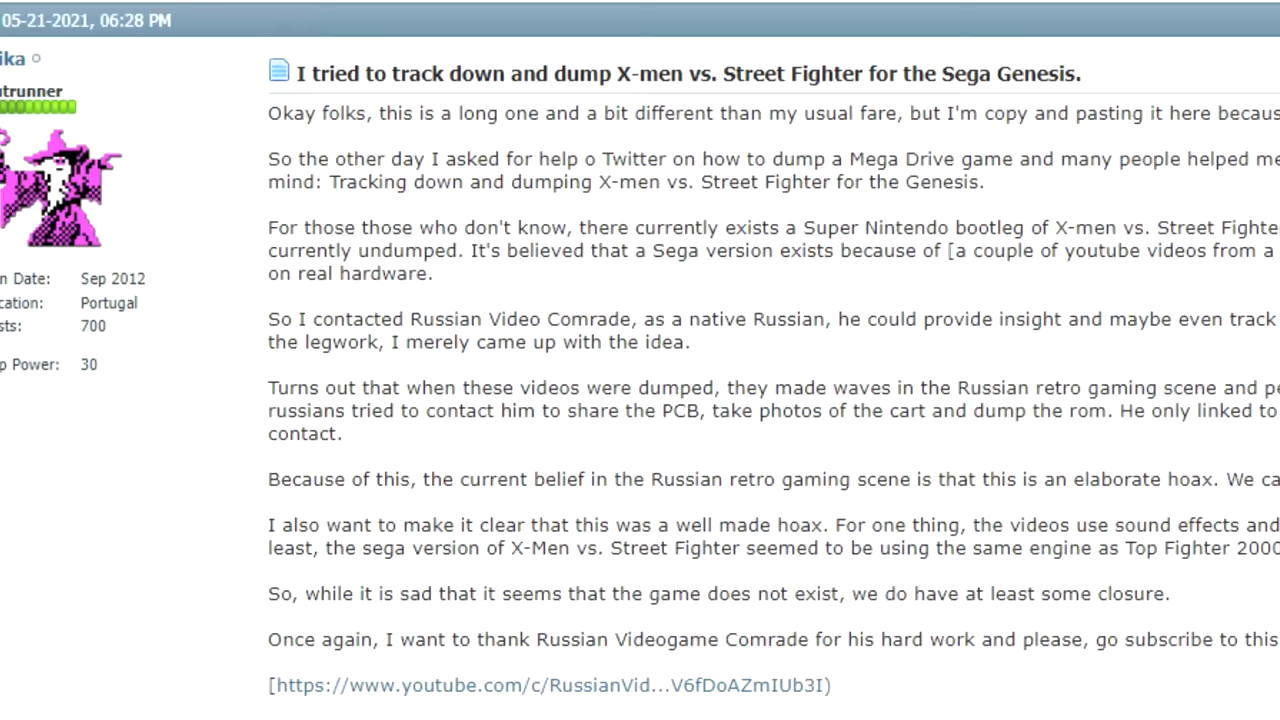 05-21-2021, 06:28 PM
ika
utrunner
n Date: Sep 2012
cation: Portugal
sts: 700
p Power: 30
I tried to track down and dump X-men vs. Street Fighter for the Sega Genesis.
Okay folks, this is a long one and a bit different than my usual fare, but I'm copy and pasting it here becaus
So the other day I asked for help o Twitter on how to dump a Mega Drive game and many people helped me
mind: Tracking down and dumping X-men vs. Street Fighter for the Genesis.
For those those who don't know, there currently exists a Super Nintendo bootleg of X-men vs. Street Fighte
currently undumped. It's believed that a Sega version exists because of [a couple of youtube videos from a
on real hardware.
So I contacted Russian Video Comrade, as a native Russian, he could provide insight and maybe even track
the legwork, I merely came up with the idea.
Turns out that when these videos were dumped, they made waves in the Russian retro gaming scene and pe
russians tried to contact him to share the PCB, take photos of the cart and dump the rom. He only linked to
contact.
Because of this, the current belief in the Russian retro gaming scene is that this is an elaborate hoax. We ca
I also want to make it clear that this was a well made hoax. For one thing, the videos use sound effects and
least, the sega version of X-Men vs. Street Fighter seemed to be using the same engine as Top Fighter 2000
So, while it is sad that it seems that the game does not exist, we do have at least some closure.
Once again, I want to thank Russian Videogame Comrade for his hard work and please, go subscribe to this
[https://www.youtube.com/c/RussianVid...V6fDoAZmIUb3I)